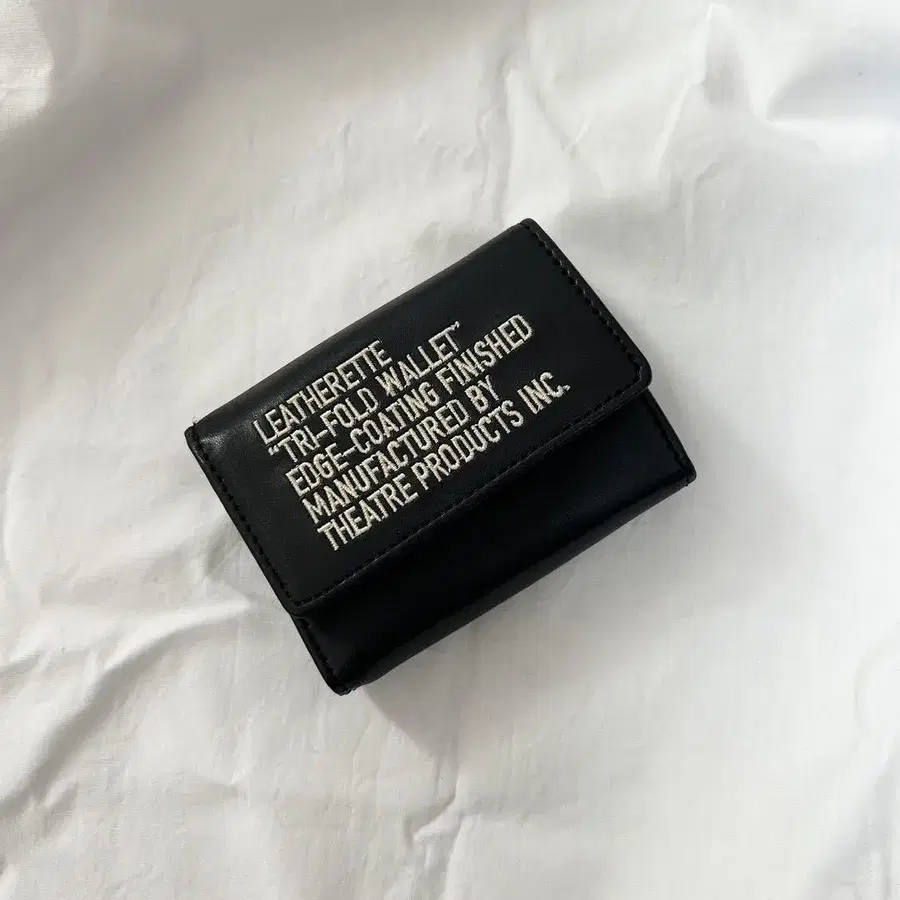 LEATHERETTE
"TRI-FOLD WALLET"
EDGE-COATING FINISHED
MANUFACTURED BY
THEATRE PRODUCTS INC.